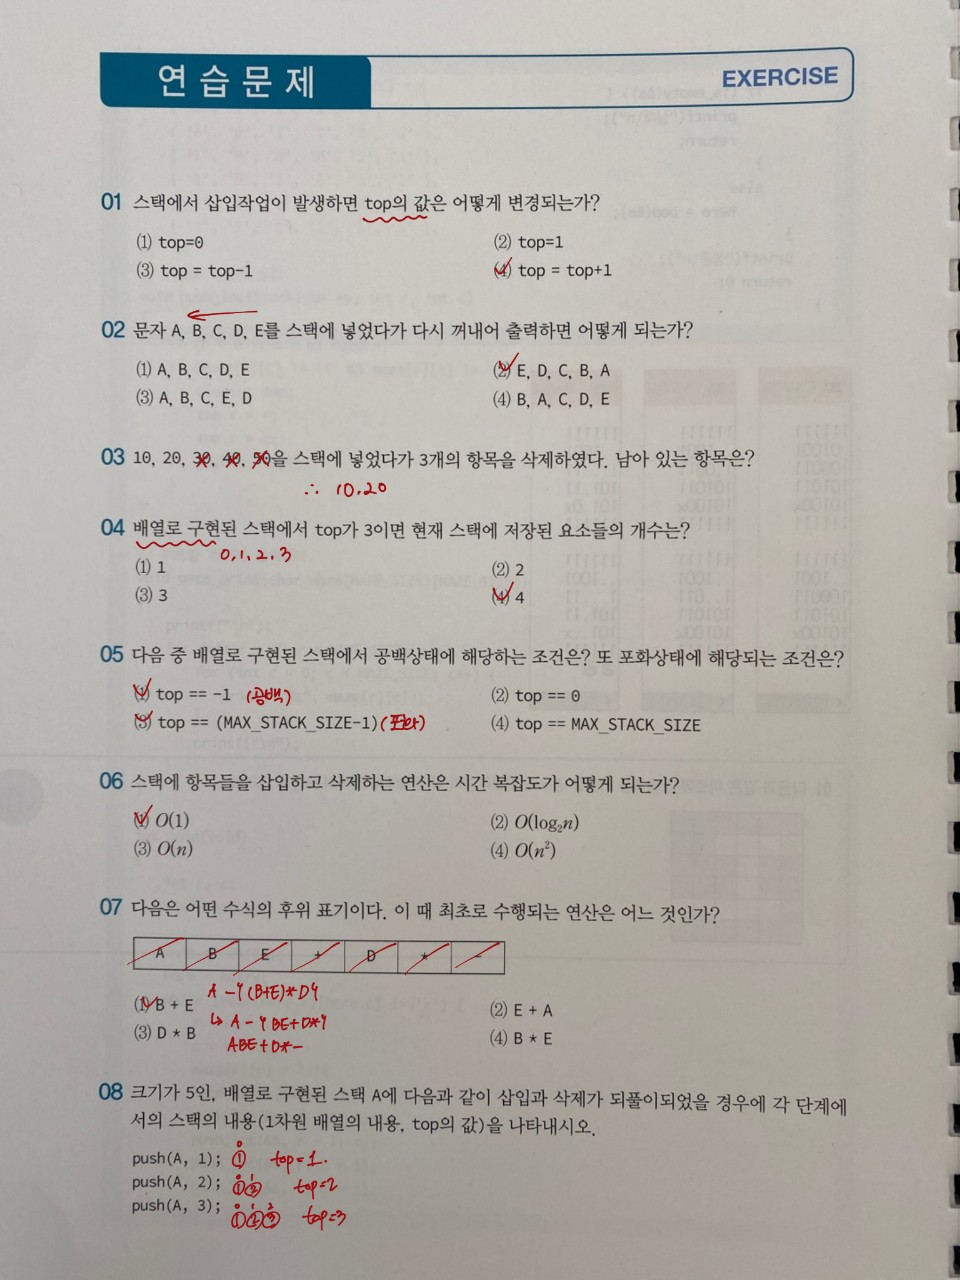 연습문제
EXERCISE
01 스택에서 삽입작업이 발생하면 top의 값은 어떻게 변경되는가?
(1) top=0 (2) top=1
(3) top = top-1 (4) top = top+1
02 문자 A, B, C, D, E를 스택에 넣었다가 다시 꺼내어 출력하면 어떻게 되는가?
(1) A, B, C, D, E (2) E, D, C, B, A
(3) A, B, C, E, D (4) B, A, C, D, E
03 10, 20, 30, 40, 50을 스택에 넣었다가 3개의 항목을 삭제하였다. 남아 있는 항목은?
∴ 10.20
04 배열로 구현된 스택에서 top가 3이면 현재 스택에 저장된 요소들의 개수는?
0, 1, 2, 3
(1) 1 (2) 2
(3) 3 (4) 4
05 다음 중 배열로 구현된 스택에서 공백상태에 해당하는 조건은? 또 포화상태에 해당되는 조건은?
(1) top == -1 (공백) (2) top == 0
(3) top == (MAX_STACK_SIZE-1) (포화) (4) top == MAX_STACK_SIZE
06 스택에 항목들을 삽입하고 삭제하는 연산은 시간 복잡도가 어떻게 되는가?
(1) O(1) (2) O(log₂n)
(3) O(n) (4) O(n²)
07 다음은 어떤 수식의 후위 표기이다. 이 때 최초로 수행되는 연산은 어느 것인가?
A B E + D * -
(1) B + E (2) E + A
(3) D * B (4) B * E
A - {(B+E)*D}
↳ A - {BE+D*}
ABE+D*-
08 크기가 5인, 배열로 구현된 스택 A에 다음과 같이 삽입과 삭제가 되풀이되었을 경우에 각 단계에
서의 스택의 내용(1차원 배열의 내용, top의 값)을 나타내시오.
0
push(A, 1); ① top=1.
0 1
push(A, 2); ①② top=2
0 1 2
push(A, 3); ①②③ top=3